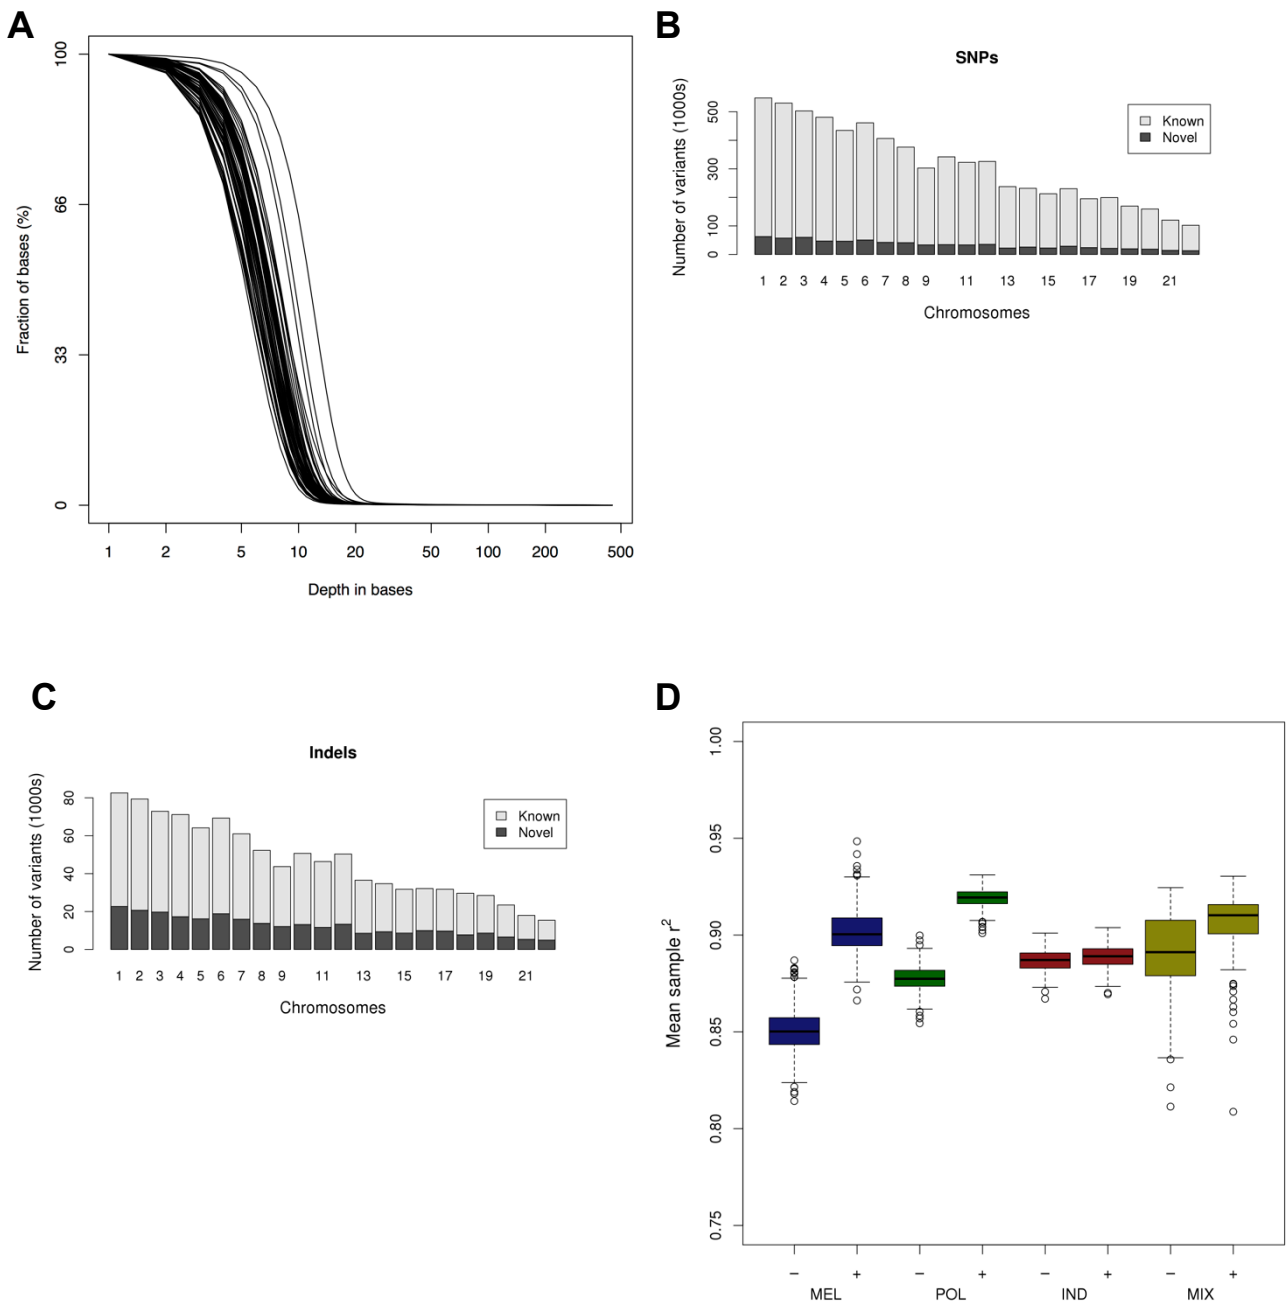 A
100
66
33
0
Fraction of bases (%)
1 2 5 10 20 50 100 200 500
Depth in bases
B
SNPs
500
300
100
0
Number of variants (1000s)
Known
Novel
1 2 3 4 5 6 7 8 9 11 13 15 17 19 21
Chromosomes
C
Indels
80
60
40
20
0
Number of variants (1000s)
Known
Novel
1 2 3 4 5 6 7 8 9 11 13 15 17 19 21
Chromosomes
D
1.00
0.95
0.90
0.85
0.80
0.75
Mean sample r²
− + − + − + − +
MEL POL IND MIX